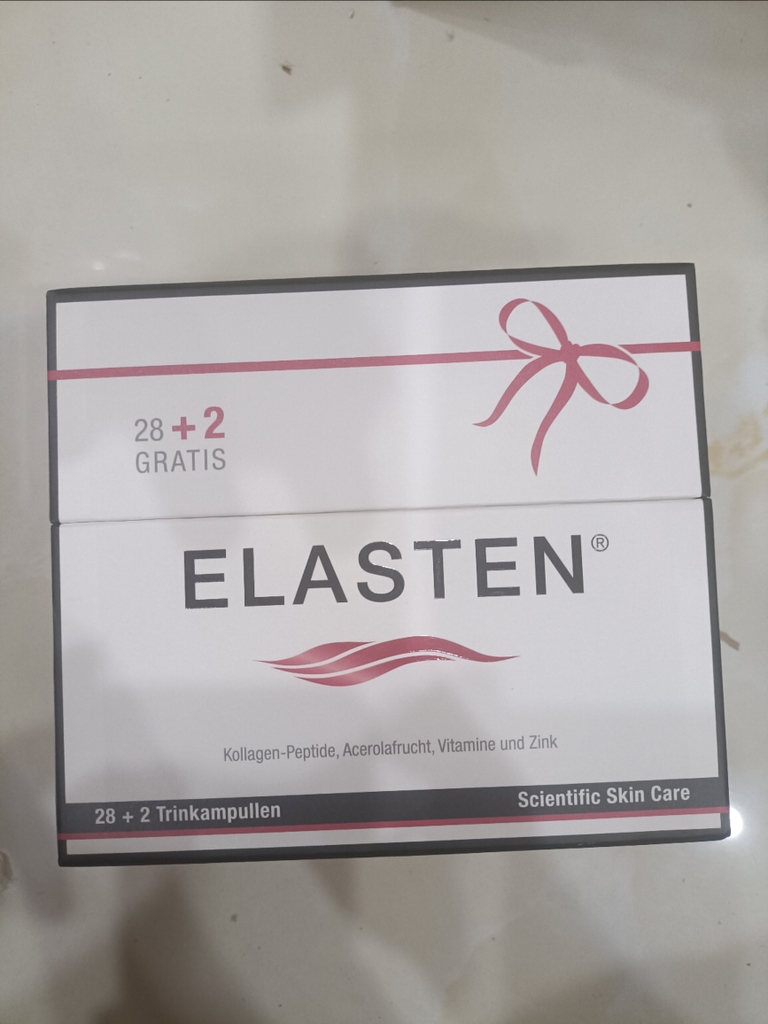 28 + 2
GRATIS
ELASTEN®
Kollagen-Peptide, Acerolafrucht, Vitamine und Zink
28 + 2 Trinkampullen
Scientific Skin Care